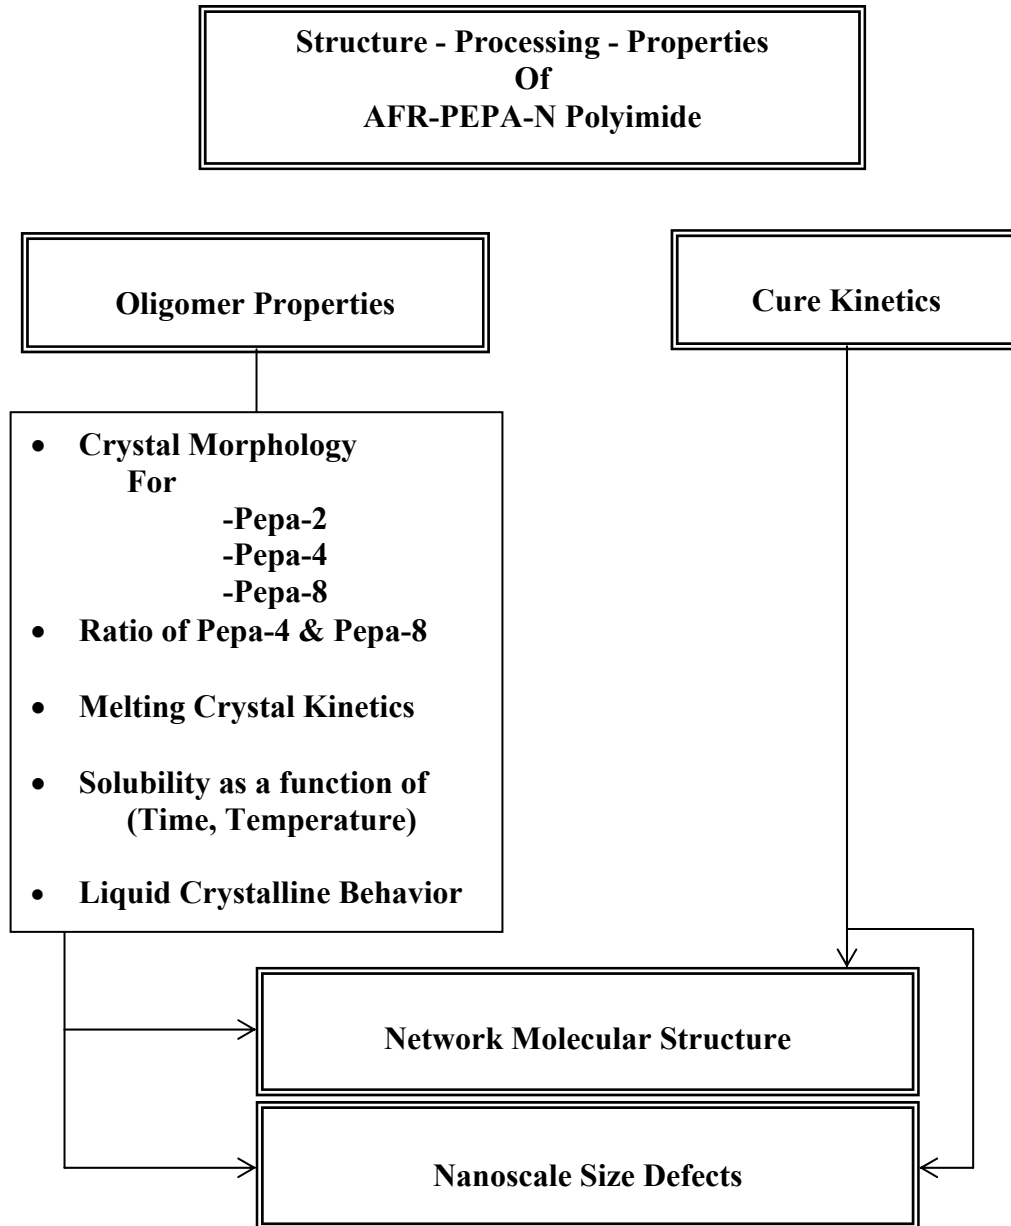 Structure - Processing - Properties
Of
AFR-PEPA-N Polyimide
Oligomer Properties
Cure Kinetics
• Crystal Morphology
For
-Pepa-2
-Pepa-4
-Pepa-8
• Ratio of Pepa-4 & Pepa-8
• Melting Crystal Kinetics
• Solubility as a function of
(Time, Temperature)
• Liquid Crystalline Behavior
Network Molecular Structure
Nanoscale Size Defects